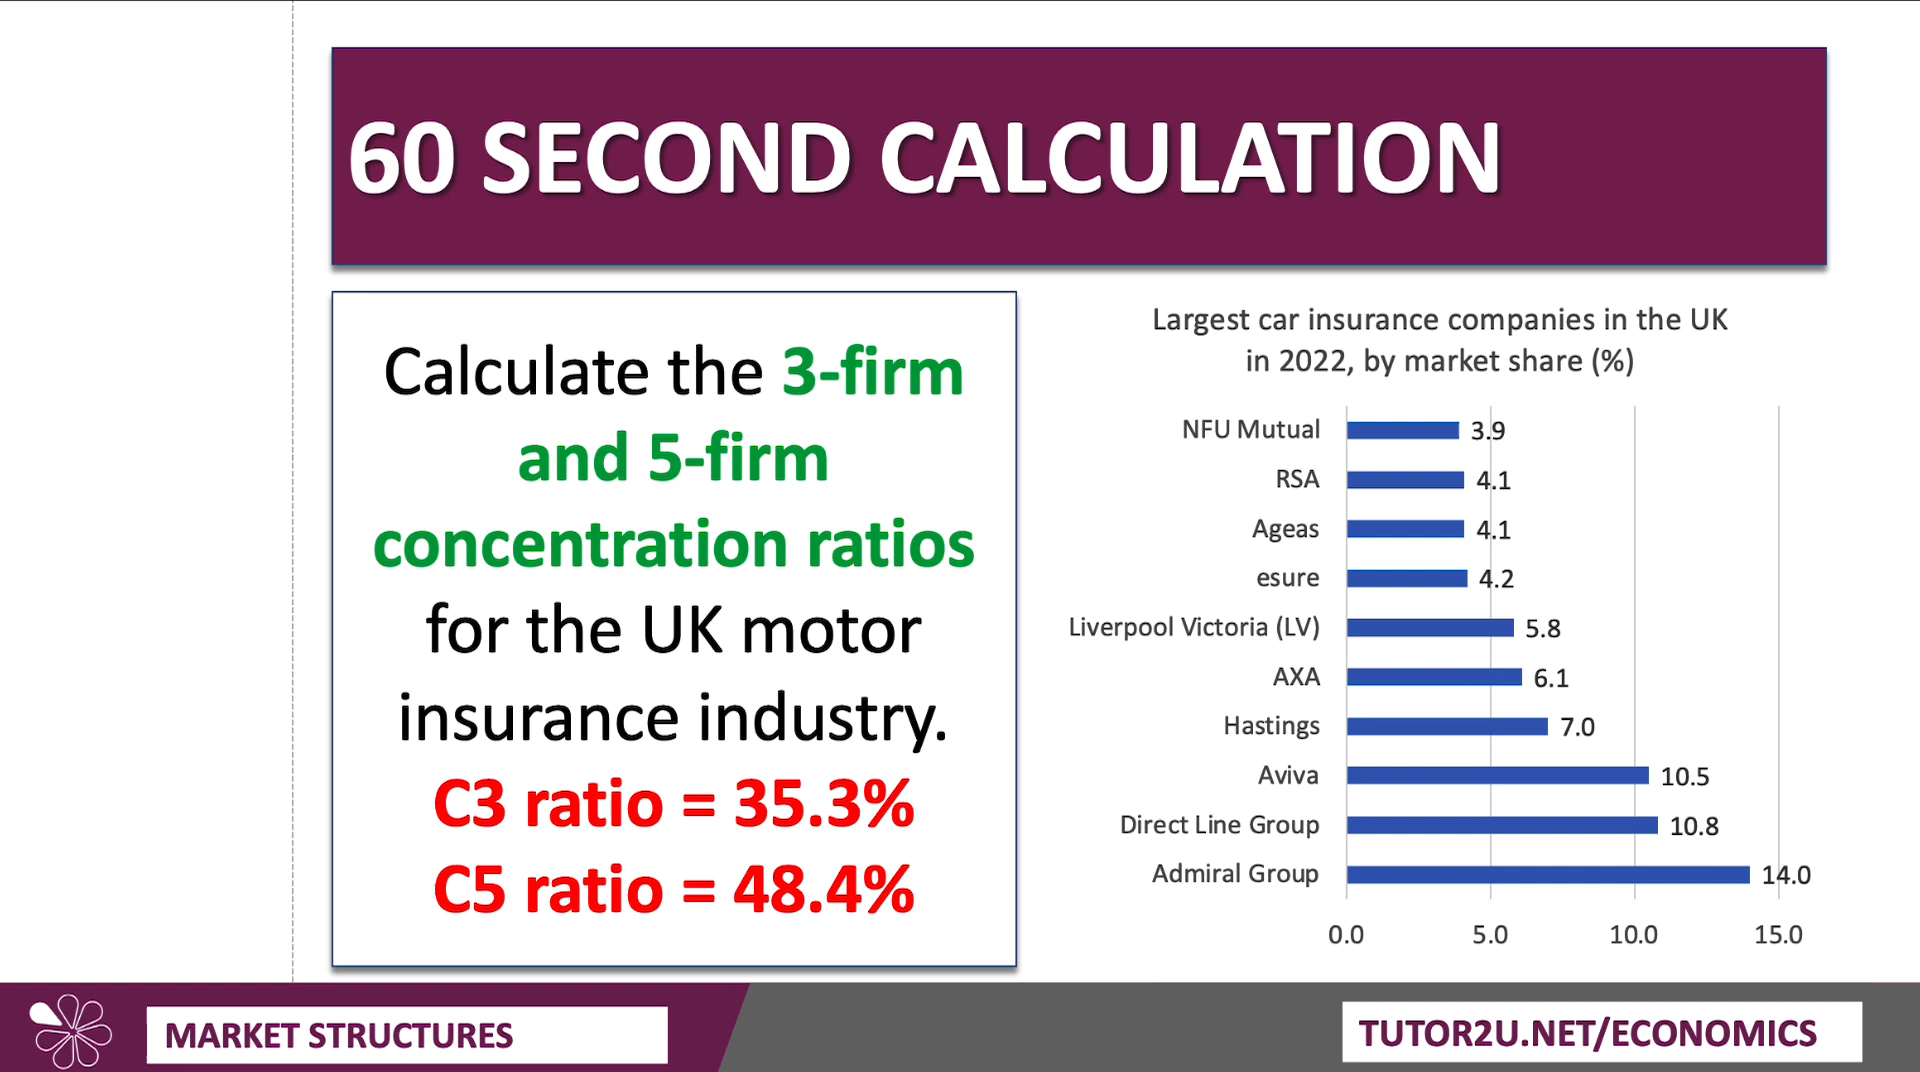 60 SECOND CALCULATION
Calculate the 3-firm
and 5-firm
concentration ratios
for the UK motor
insurance industry.
C3 ratio = 35.3%
C5 ratio = 48.4%
Largest car insurance companies in the UK
in 2022, by market share (%)
NFU Mutual 3.9
RSA 4.1
Ageas 4.1
esure 4.2
Liverpool Victoria (LV) 5.8
AXA 6.1
Hastings 7.0
Aviva 10.5
Direct Line Group 10.8
Admiral Group 14.0
0.0 5.0 10.0 15.0
MARKET STRUCTURES
TUTOR2U.NET/ECONOMICS